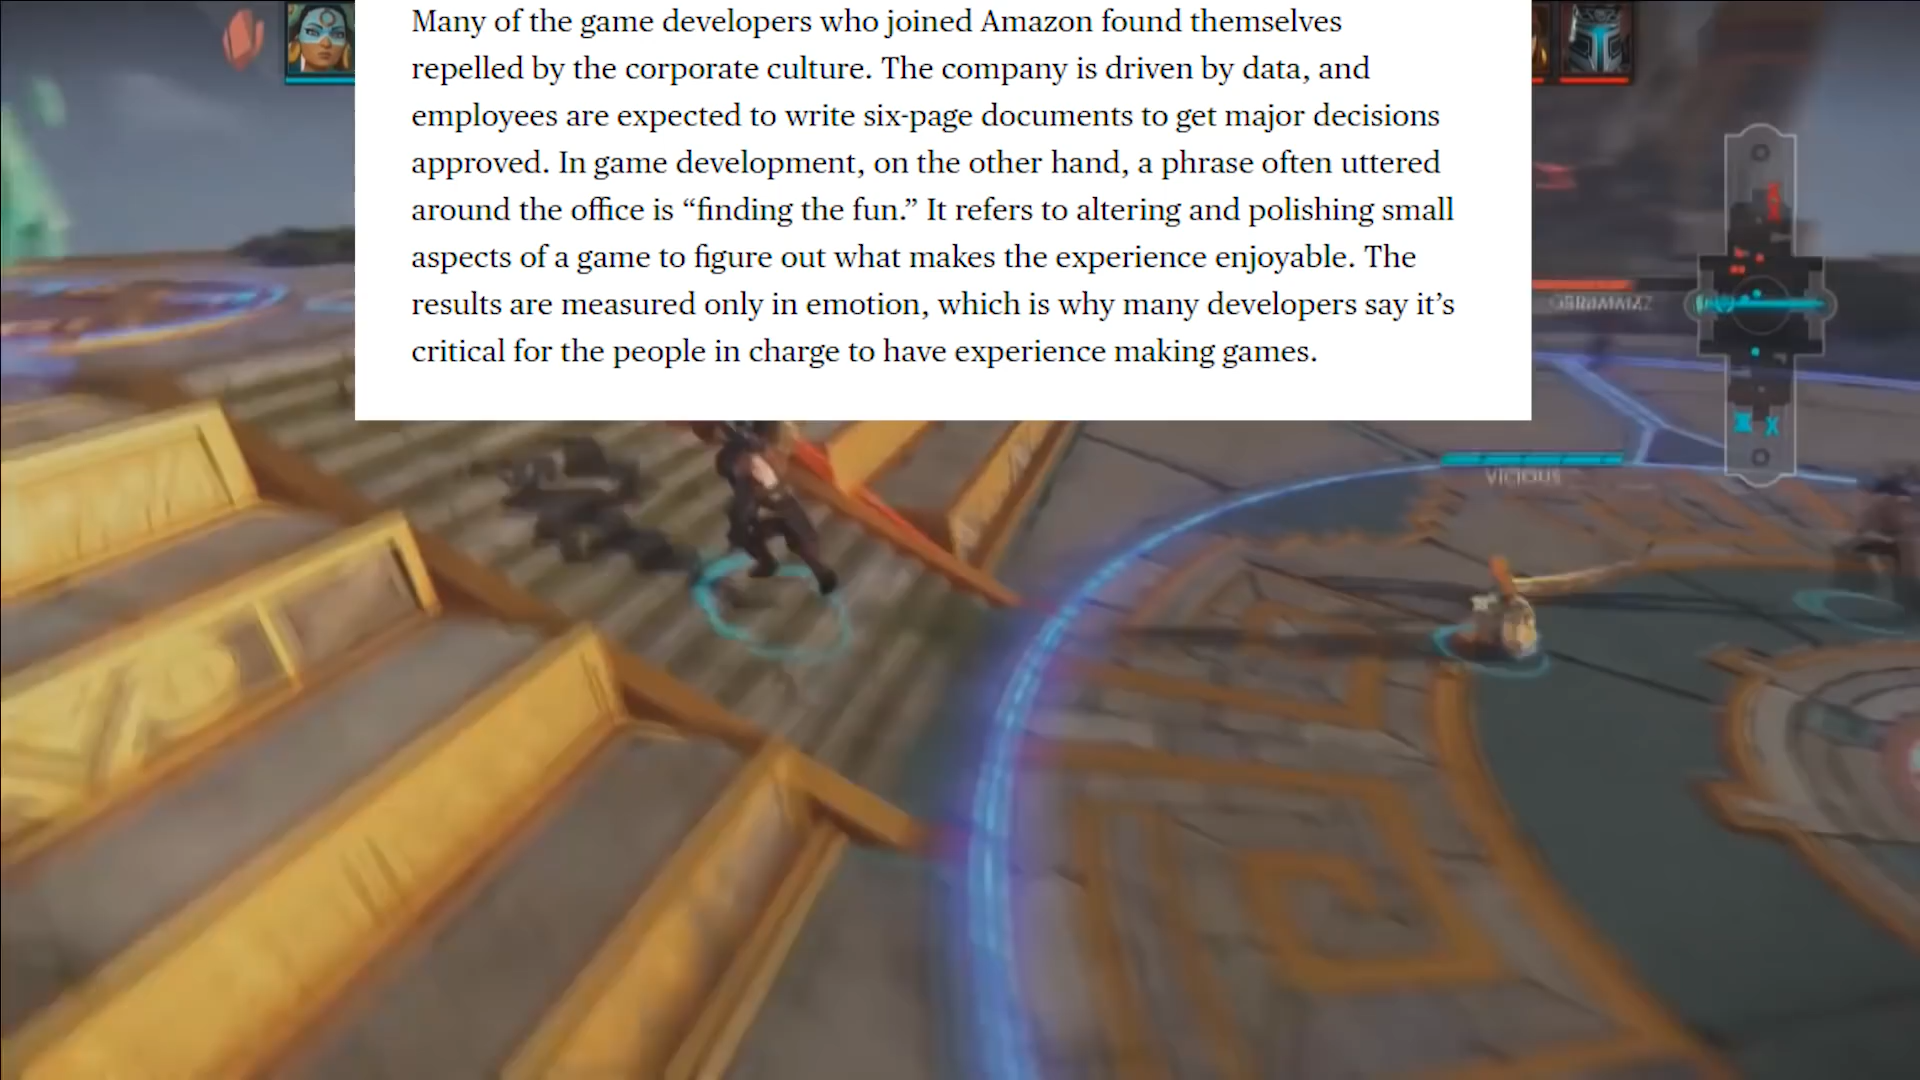 Many of the game developers who joined Amazon found themselves
repelled by the corporate culture. The company is driven by data, and
employees are expected to write six-page documents to get major decisions
approved. In game development, on the other hand, a phrase often uttered
around the office is “finding the fun.” It refers to altering and polishing small
aspects of a game to figure out what makes the experience enjoyable. The
results are measured only in emotion, which is why many developers say it’s
critical for the people in charge to have experience making games.
VICIOUS